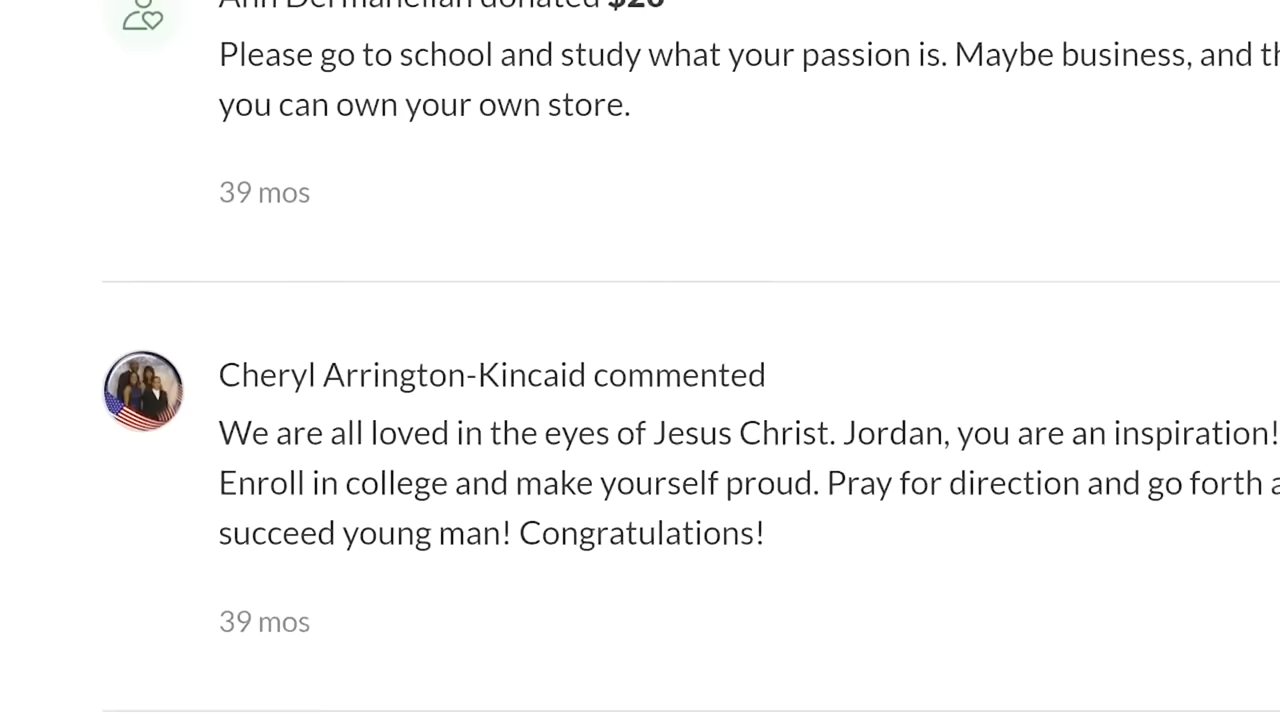 donated $20
Please go to school and study what your passion is. Maybe business, and
you can own your own store.
39 mos
Cheryl Arrington-Kincaid commented
We are all loved in the eyes of Jesus Christ. Jordan, you are an inspiration!
Enroll in college and make yourself proud. Pray for direction and go forth
succeed young man! Congratulations!
39 mos